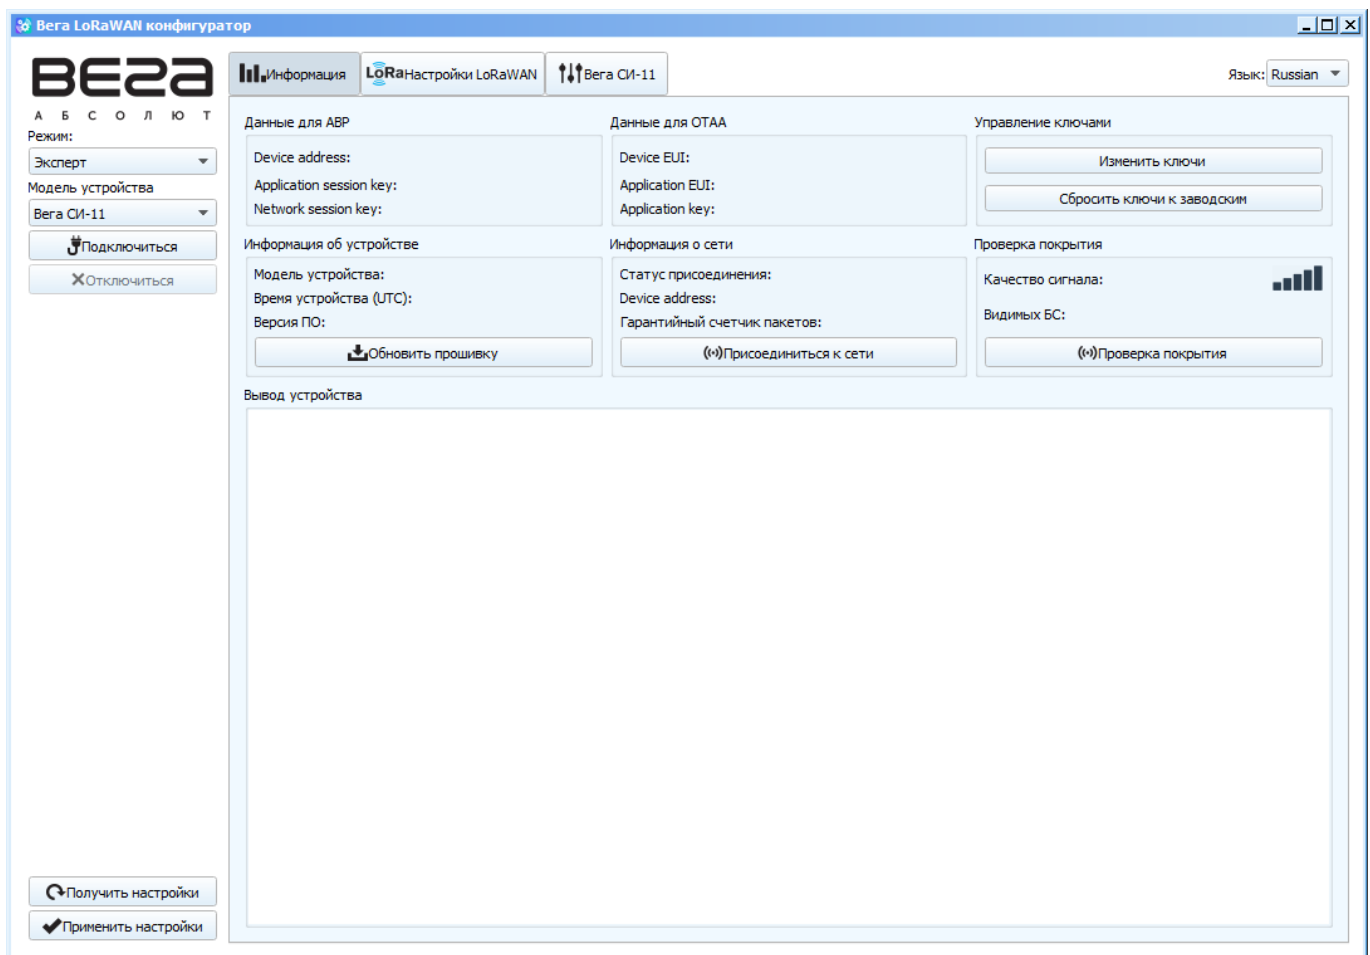 Вега LoRaWAN конфигуратор
ВЕГА
АБСОЛЮТ
Режим:
Эксперт
Модель устройства
Вега СИ-11
Подключиться
Отключиться
Получить настройки
Применить настройки
Информация
LoRa Настройки LoRaWAN
Вега СИ-11
Язык: Russian
Данные для ABP
Device address:
Application session key:
Network session key:
Данные для OTAA
Device EUI:
Application EUI:
Application key:
Управление ключами
Изменить ключи
Сбросить ключи к заводским
Информация об устройстве
Модель устройства:
Время устройства (UTC):
Версия ПО:
Обновить прошивку
Информация о сети
Статус присоединения:
Device address:
Гарантийный счетчик пакетов:
Присоединиться к сети
Проверка покрытия
Качество сигнала:
Видимых БС:
Проверка покрытия
Вывод устройства